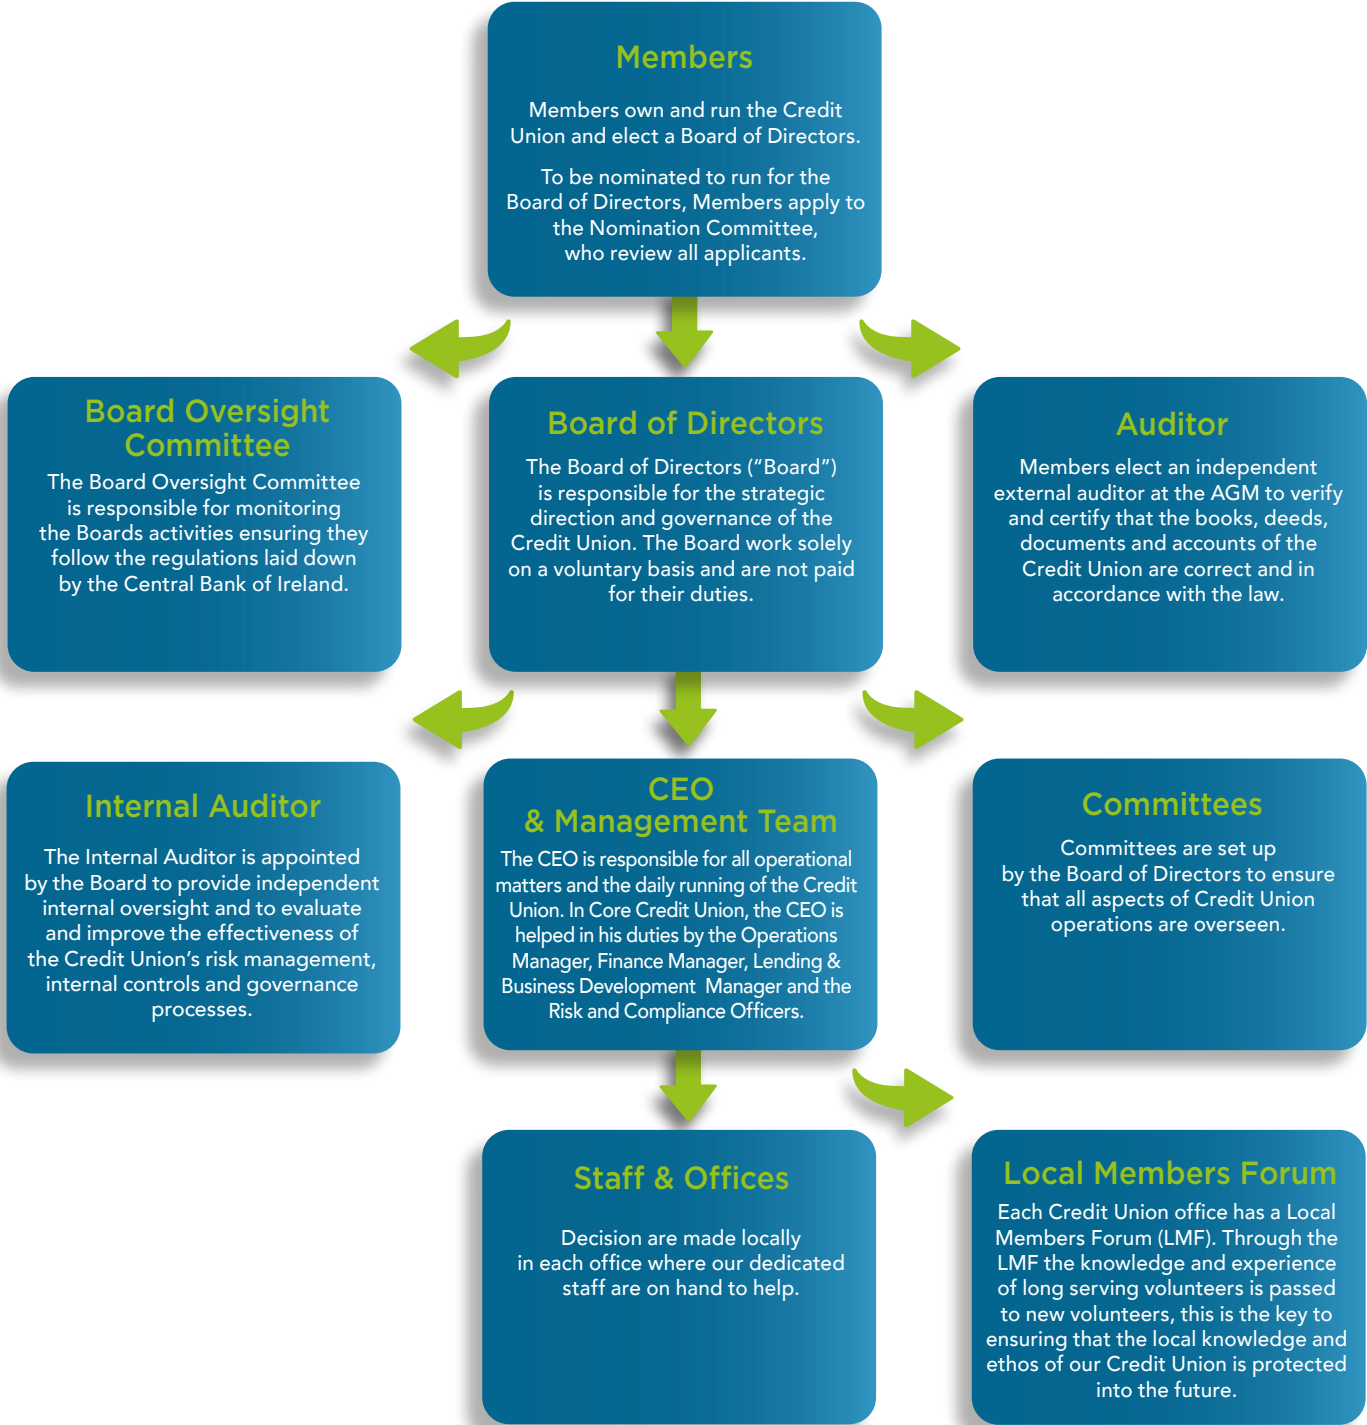 Members
Members own and run the Credit
Union and elect a Board of Directors.
To be nominated to run for the
Board of Directors, Members apply to
the Nomination Committee,
who review all applicants.
Board Oversight
Committee
The Board Oversight Committee
is responsible for monitoring
the Boards activities ensuring they
follow the regulations laid down
by the Central Bank of Ireland.
Board of Directors
The Board of Directors (“Board”)
is responsible for the strategic
direction and governance of the
Credit Union. The Board work solely
on a voluntary basis and are not paid
for their duties.
Auditor
Members elect an independent
external auditor at the AGM to verify
and certify that the books, deeds,
documents and accounts of the
Credit Union are correct and in
accordance with the law.
Internal Auditor
The Internal Auditor is appointed
by the Board to provide independent
internal oversight and to evaluate
and improve the effectiveness of
the Credit Union’s risk management,
internal controls and governance
processes.
CEO
& Management Team
The CEO is responsible for all operational
matters and the daily running of the Credit
Union. In Core Credit Union, the CEO is
helped in his duties by the Operations
Manager, Finance Manager, Lending &
Business Development Manager and the
Risk and Compliance Officers.
Committees
Committees are set up
by the Board of Directors to ensure
that all aspects of Credit Union
operations are overseen.
Staff & Offices
Decision are made locally
in each office where our dedicated
staff are on hand to help.
Local Members Forum
Each Credit Union office has a Local
Members Forum (LMF). Through the
LMF the knowledge and experience
of long serving volunteers is passed
to new volunteers, this is the key to
ensuring that the local knowledge and
ethos of our Credit Union is protected
into the future.